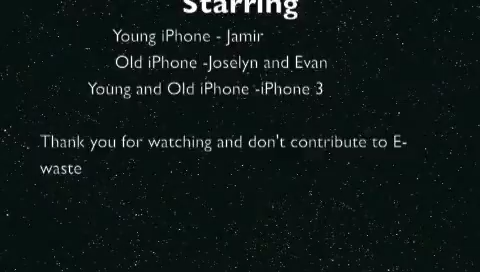 Starring
Young iPhone - Jamir
Old iPhone -Joselyn and Evan
Young and Old iPhone -iPhone 3
Thank you for watching and don't contribute to E-
waste